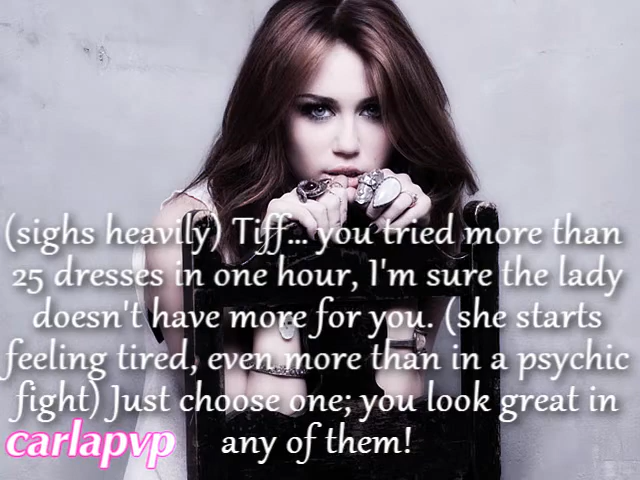 (sighs heavily) Tiff... you tried more than
25 dresses in one hour, I'm sure the lady
doesn't have more for you. (she starts
feeling tired, even more than in a psychic
fight) Just choose one; you look great in
any of them!
carlapvp